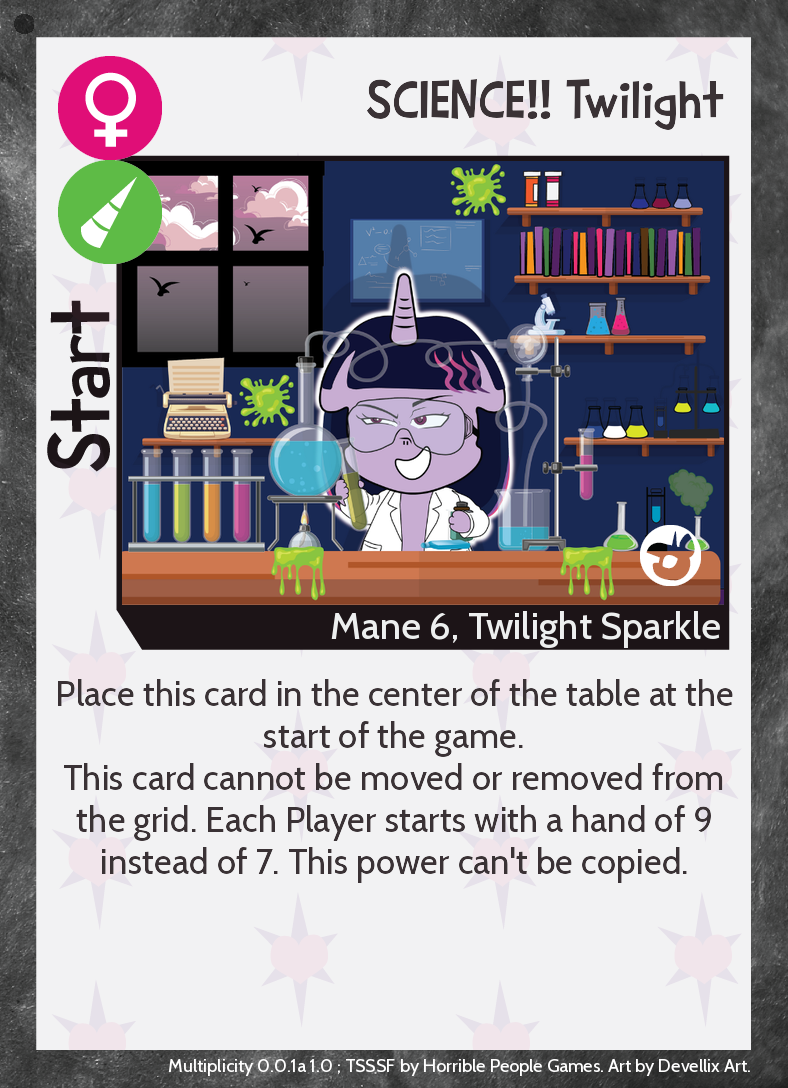 SCIENCE!! Twilight
Start
Mane 6, Twilight Sparkle
Place this card in the center of the table at the
start of the game.
This card cannot be moved or removed from
the grid. Each Player starts with a hand of 9
instead of 7. This power can't be copied.
Multiplicity 0.0.1a 1.0 ; TSSSF by Horrible People Games. Art by Devellix Art.